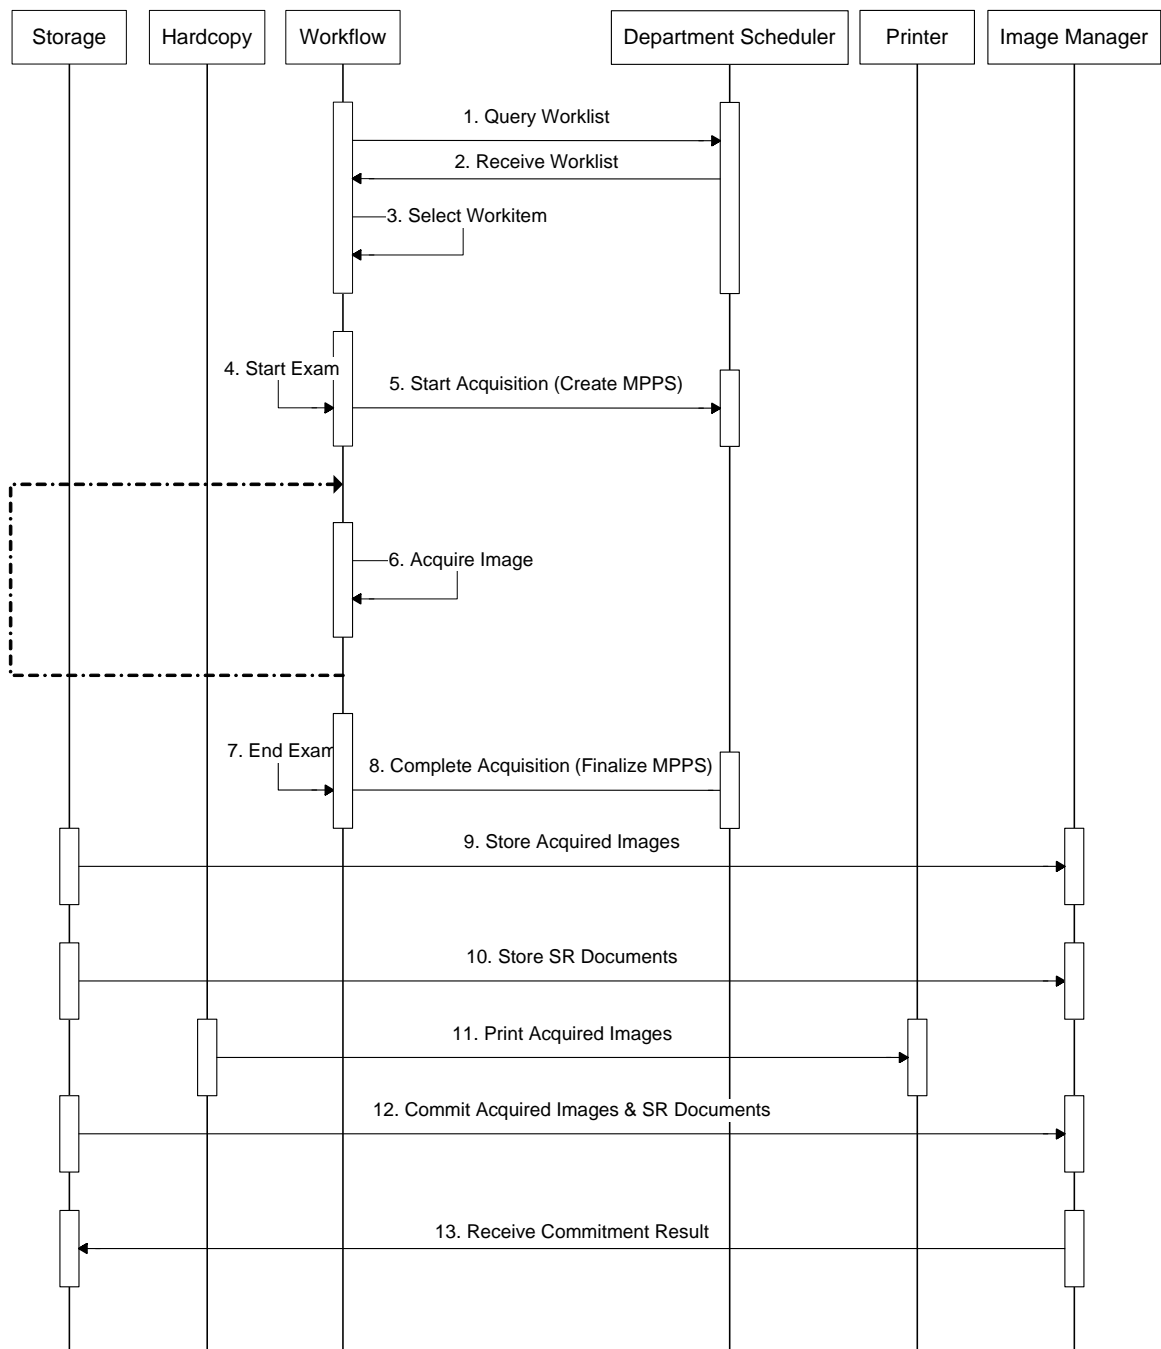 Storage
Hardcopy
Workflow
Department Scheduler
Printer
Image Manager
1. Query Worklist
2. Receive Worklist
3. Select Workitem
4. Start Exam
5. Start Acquisition (Create MPPS)
6. Acquire Image
7. End Exam
8. Complete Acquisition (Finalize MPPS)
9. Store Acquired Images
10. Store SR Documents
11. Print Acquired Images
12. Commit Acquired Images & SR Documents
13. Receive Commitment Result